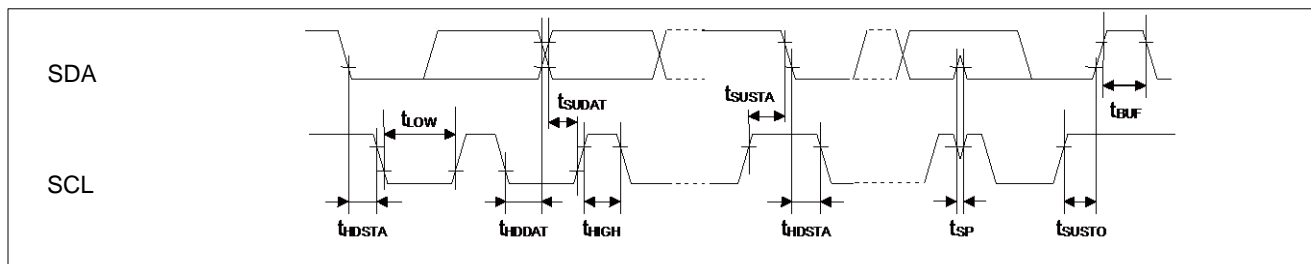 SDA
tSUDAT
tSUSTA
tBUF
tLOW
SCL
tHDSTA
tHDDAT
tHIGH
tHDSTA
tSP
tSUSTO